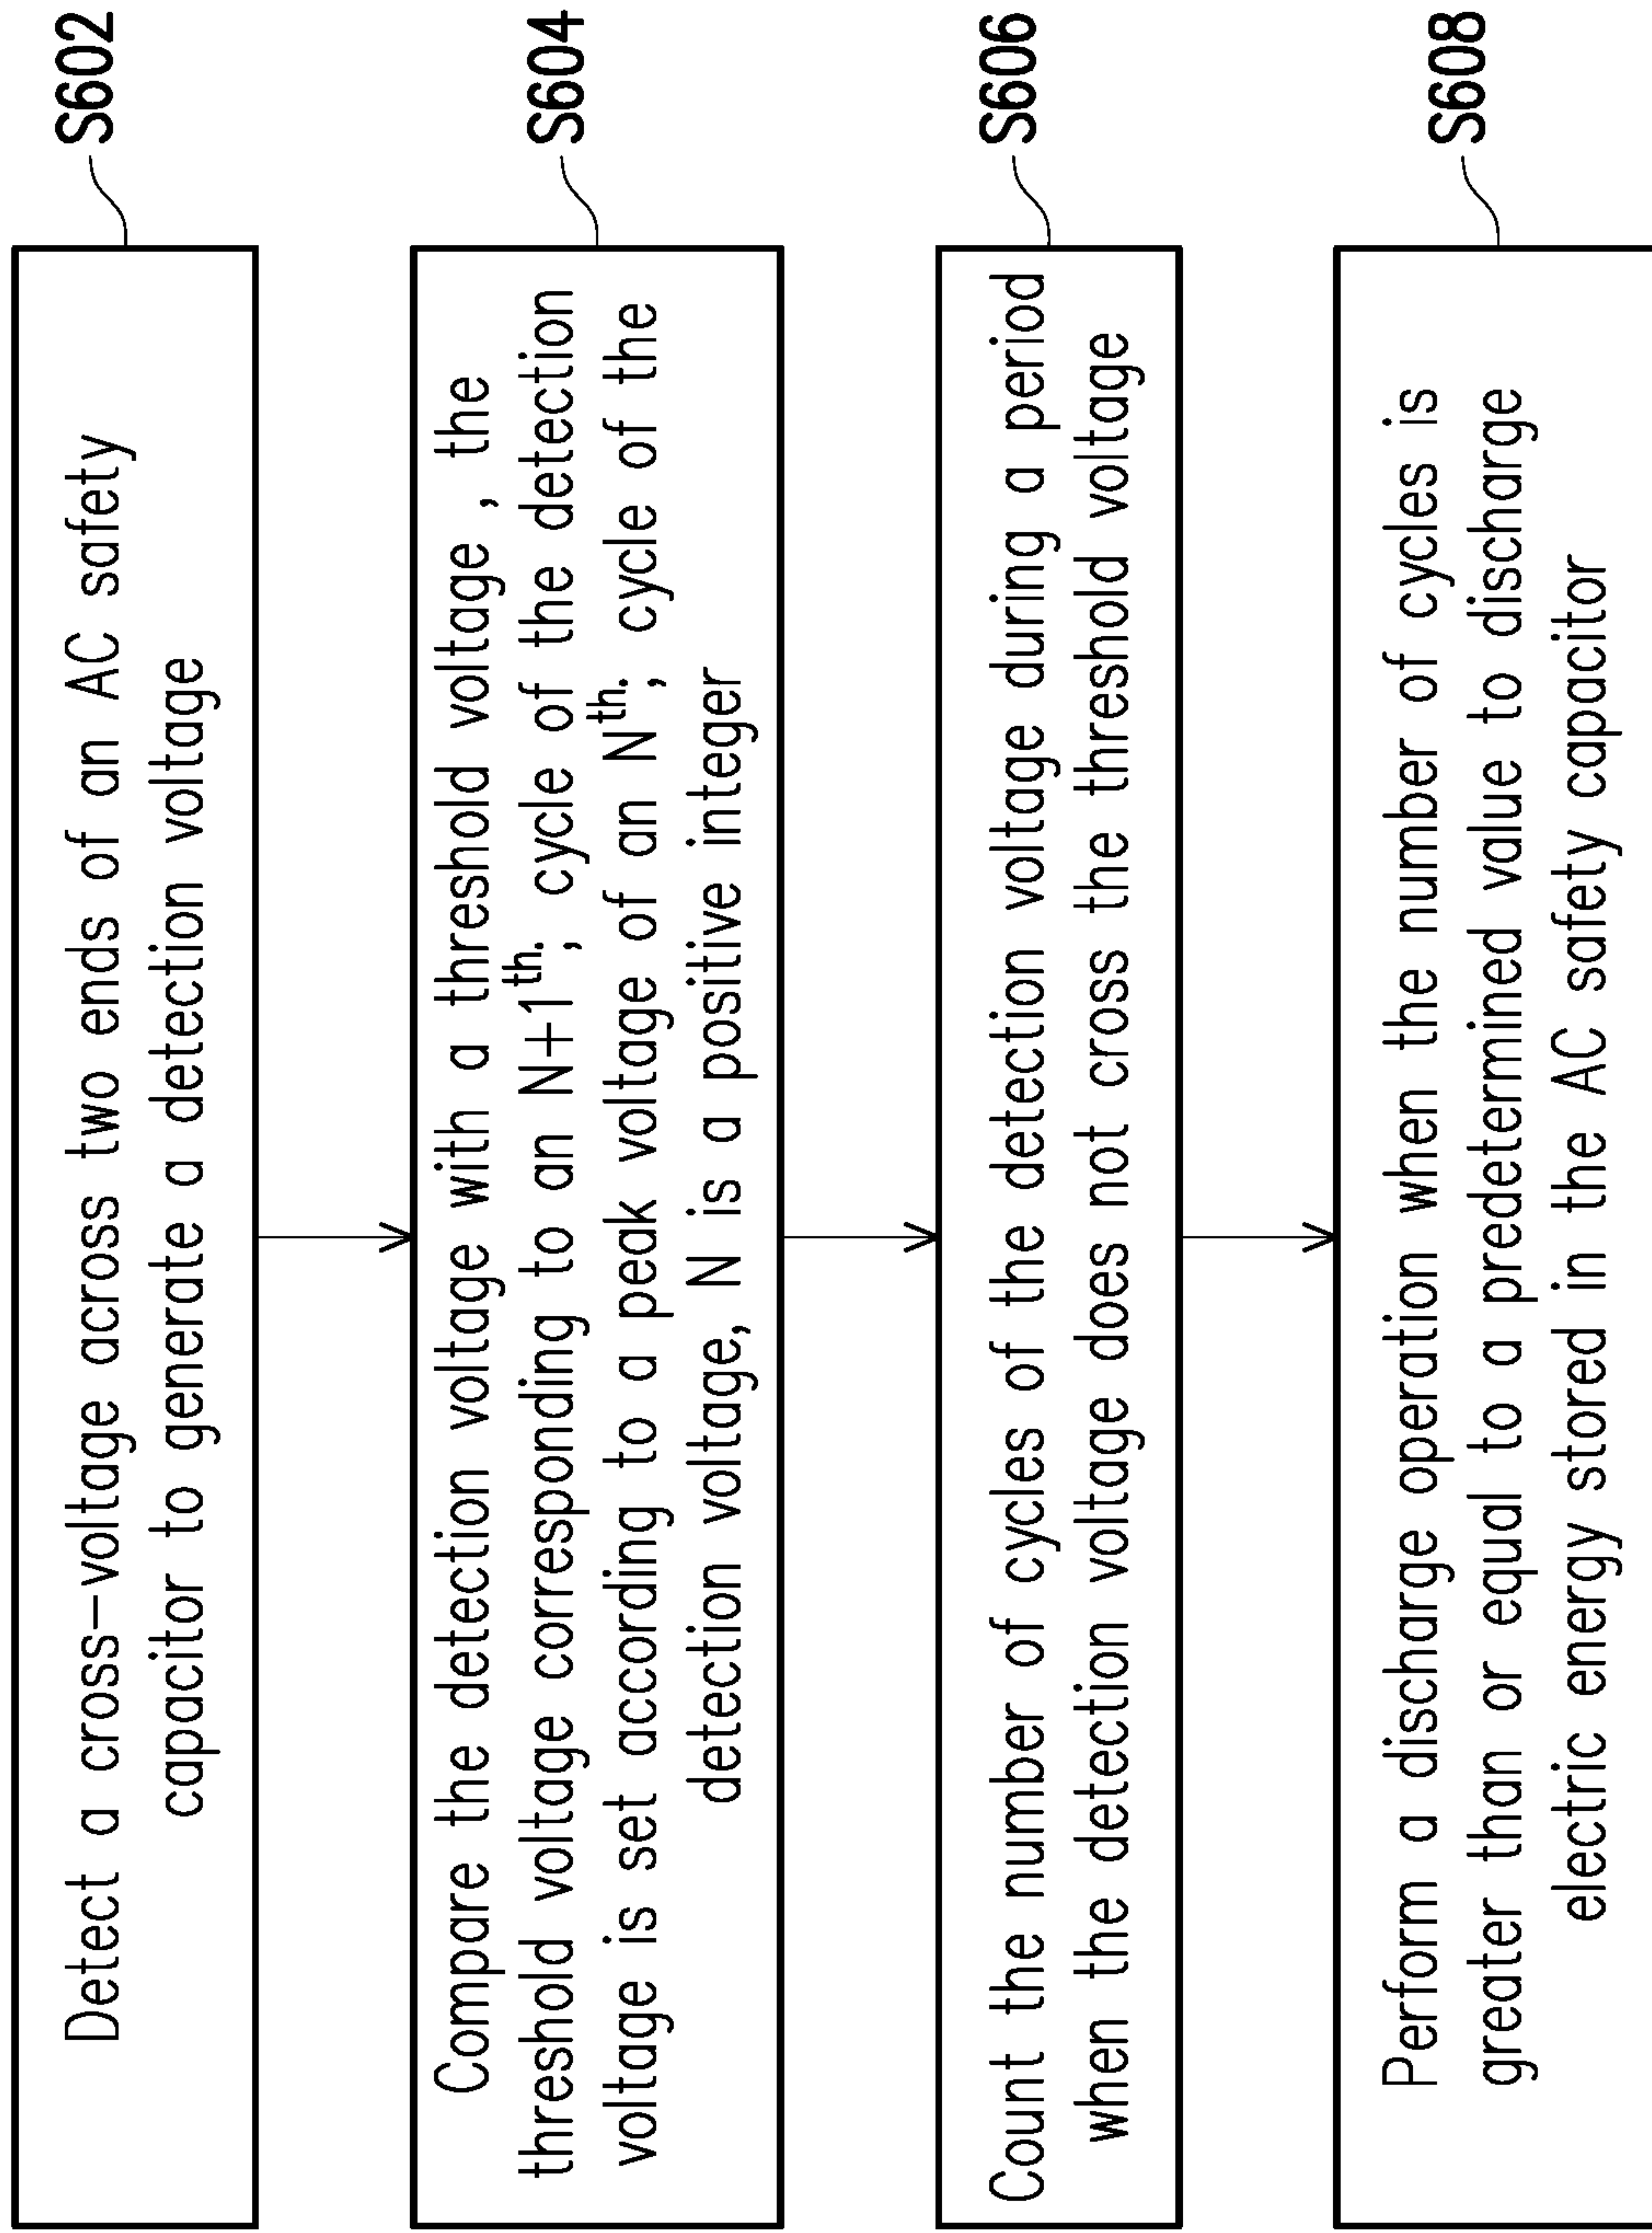 Detect a cross-voltage across two ends of an AC safety
capacitor to generate a detection voltage
S602
Compare the detection voltage with a threshold voltage , the
threshold voltage corresponding to an N+1th; cycle of the detection
voltage is set according to a peak voltage of an Nth; cycle of the
detection voltage, N is a positive integer
S604
Count the number of cycles of the detection voltage during a period
when the detection voltage does not cross the threshold voltage
S606
Perform a discharge operation when the number of cycles is
greater than or equal to a predetermined value to discharge
electric energy stored in the AC safety capacitor
S608